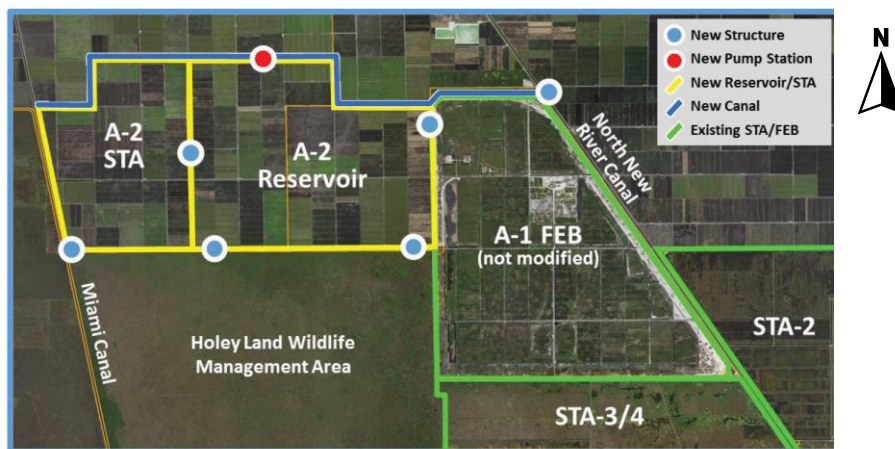 New Structure
New Pump Station
New Reservoir/STA
New Canal
Existing STA/FEB
N
North New
River Canal
A-2
STA
A-2
Reservoir
A-1 FEB
(not modified)
Miami Canal
Holey Land Wildlife
Management Area
STA-2
STA-3/4